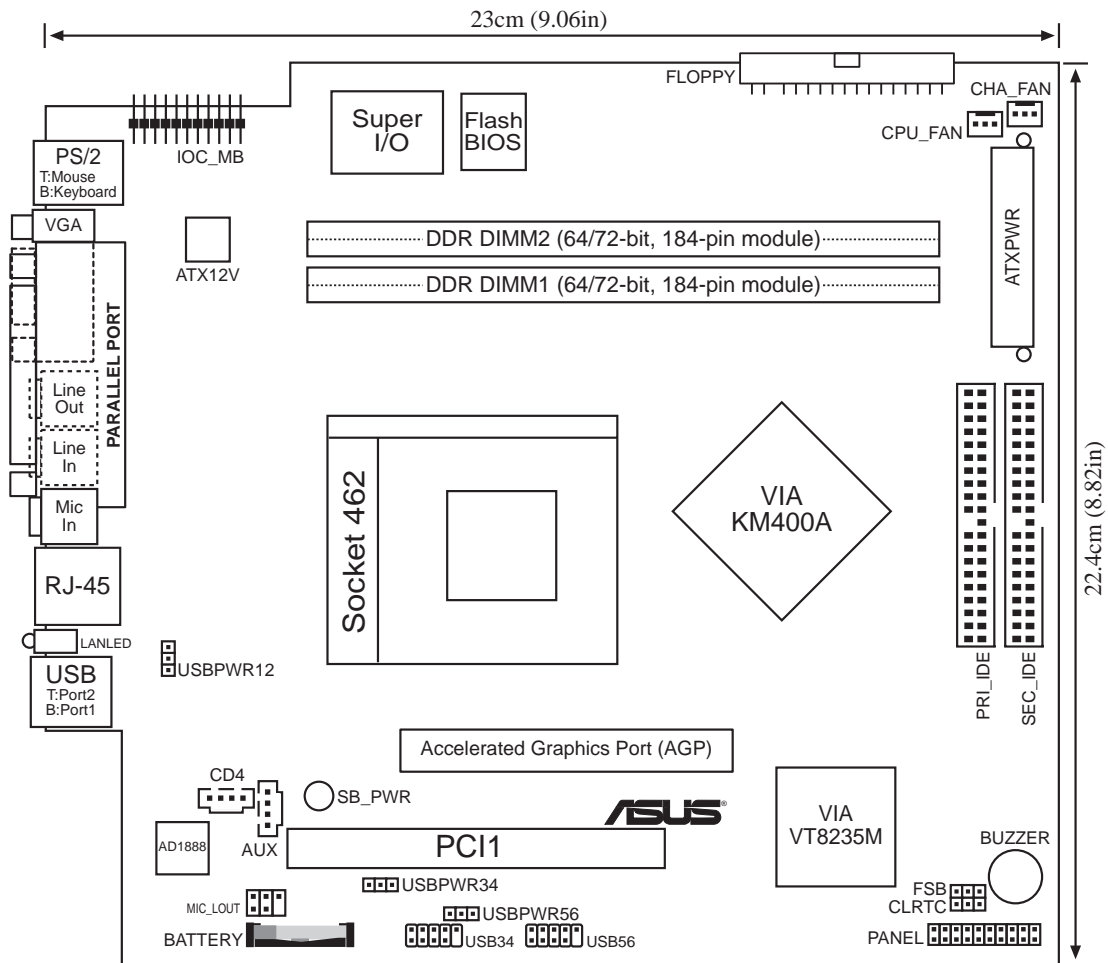 23cm (9.06in)
FLOPPY
CHA_FAN
CPU_FAN
Super
I/O
Flash
BIOS
IOC_MB
PS/2
T:Mouse
B:Keyboard
VGA
ATX12V
DDR DIMM2 (64/72-bit, 184-pin module)
DDR DIMM1 (64/72-bit, 184-pin module)
ATXPWR
PARALLEL PORT
Line
Out
Line
In
Mic
In
RJ-45
LANLED
USB
T:Port2
B:Port1
USBPWR12
Socket 462
VIA
KM400A
PRI_IDE
SEC_IDE
22.4cm (8.82in)
Accelerated Graphics Port (AGP)
CD4
AUX
SB_PWR
ASUS®
AD1888
PCI1
VIA
VT8235M
BUZZER
USBPWR34
FSB
CLRTC
MIC_LOUT
USBPWR56
BATTERY
USB34
USB56
PANEL